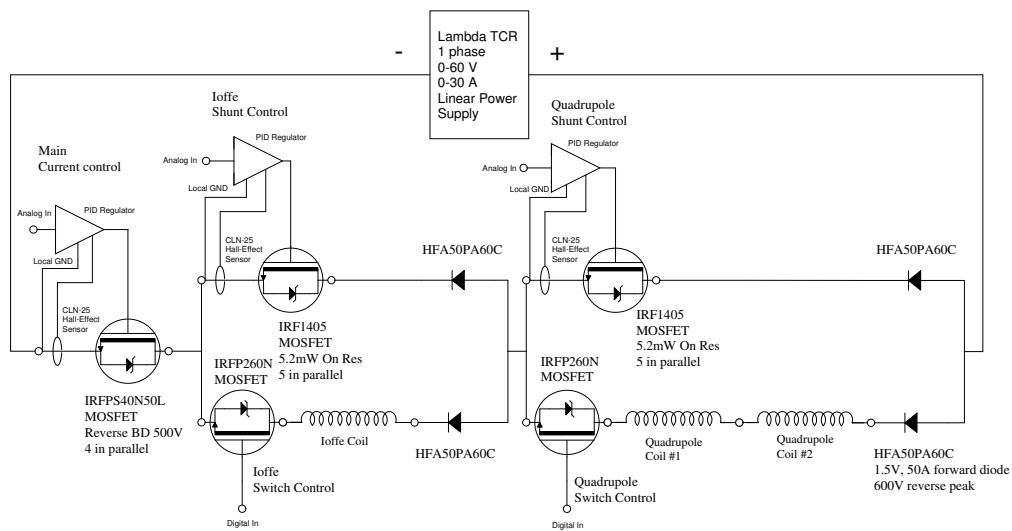 -
+
Lambda TCR
1 phase
0-60 V
0-30 A
Linear Power
Supply
Ioffe
Shunt Control
PID Regulator
Analog In
Local GND
CLN-25
Hall-Effect
Sensor
Quadrupole
Shunt Control
PID Regulator
Analog In
Local GND
CLN-25
Hall-Effect
Sensor
Main
Current control
PID Regulator
Analog In
Local GND
CLN-25
Hall-Effect
Sensor
HFA50PA60C
HFA50PA60C
IRF1405
MOSFET
5.2mW On Res
5 in parallel
IRF1405
MOSFET
5.2mW On Res
5 in parallel
IRFP260N
MOSFET
IRFP260N
MOSFET
IRFPS40N50L
MOSFET
Reverse BD 500V
4 in parallel
Ioffe Coil
HFA50PA60C
Quadrupole
Coil #1
Quadrupole
Coil #2
HFA50PA60C
1.5V, 50A forward diode
600V reverse peak
Ioffe
Switch Control
Digital In
Quadrupole
Switch Control
Digital In